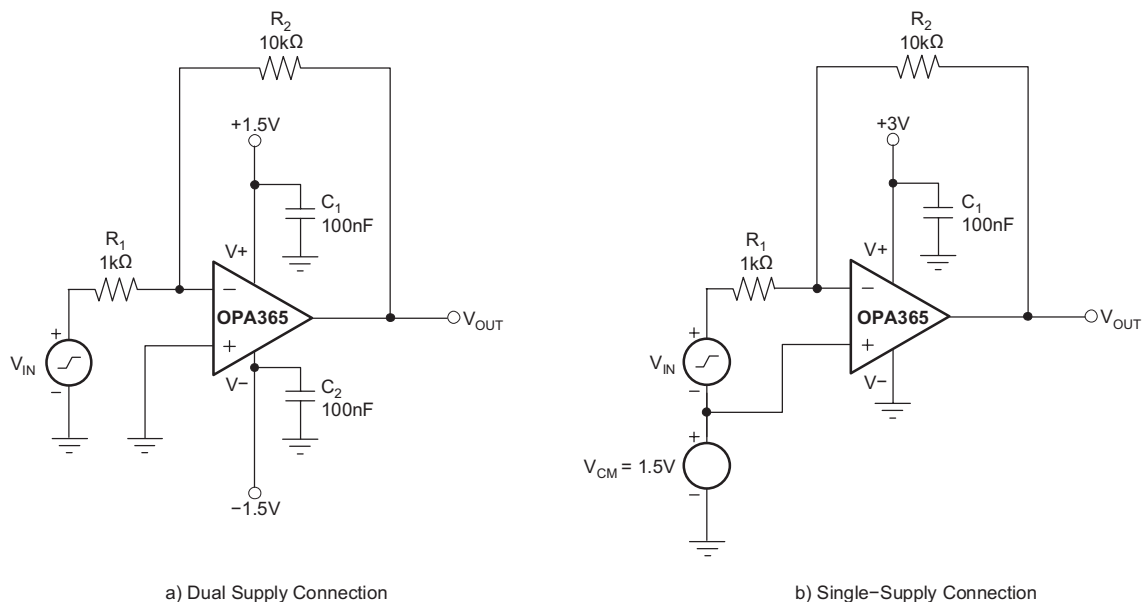 R2
10kΩ
+1.5V
C1
100nF
V+
R1
1kΩ
−
OPA365
+
VOUT
+
VIN
−
V−
C2
100nF
−1.5V
a) Dual Supply Connection
R2
10kΩ
+3V
C1
100nF
V+
R1
1kΩ
−
OPA365
+
VOUT
+
VIN
−
V−
+
VCM = 1.5V
−
b) Single−Supply Connection